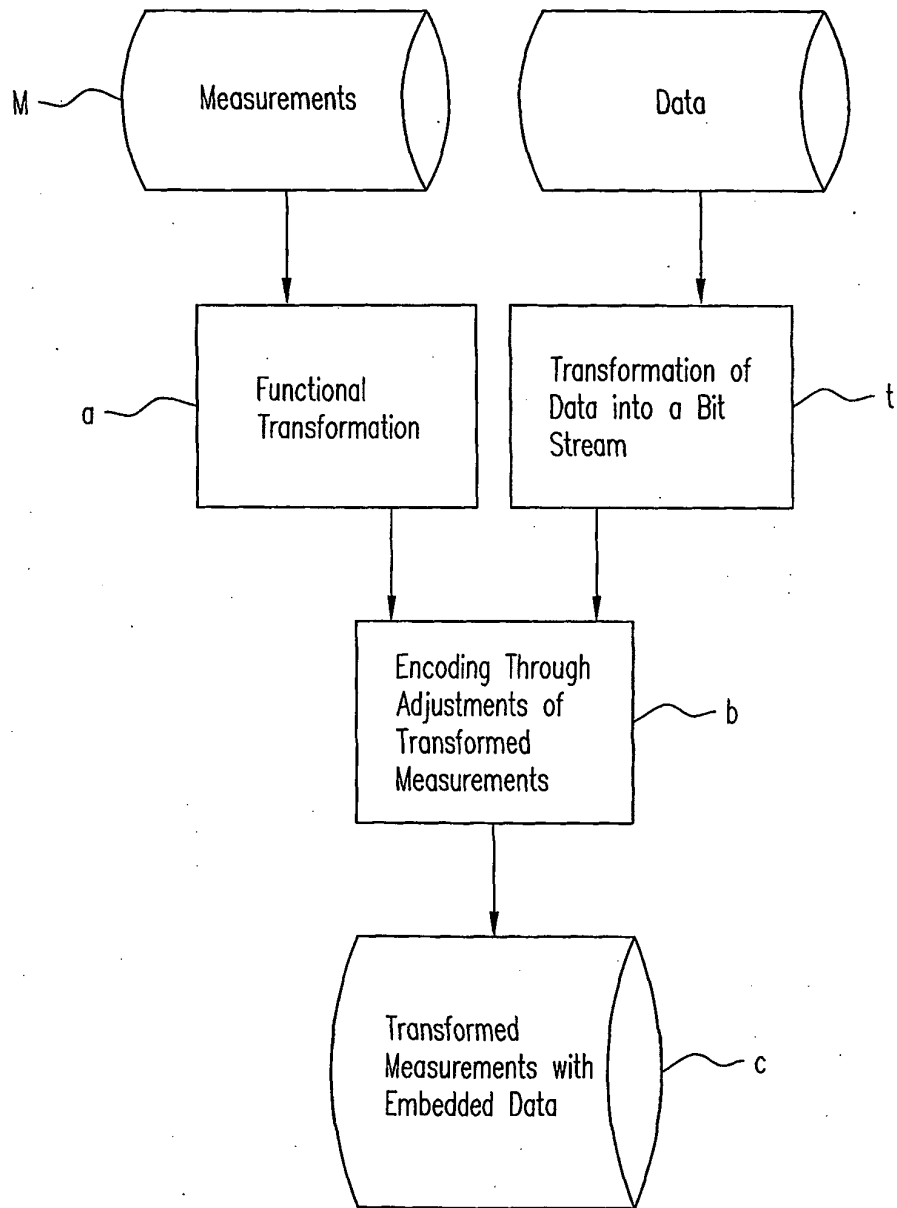 M
Measurements
Data
a
Functional
Transformation
Transformation of
Data into a Bit
Stream
t
Encoding Through
Adjustments of
Transformed
Measurements
b
Transformed
Measurements with
Embedded Data
c